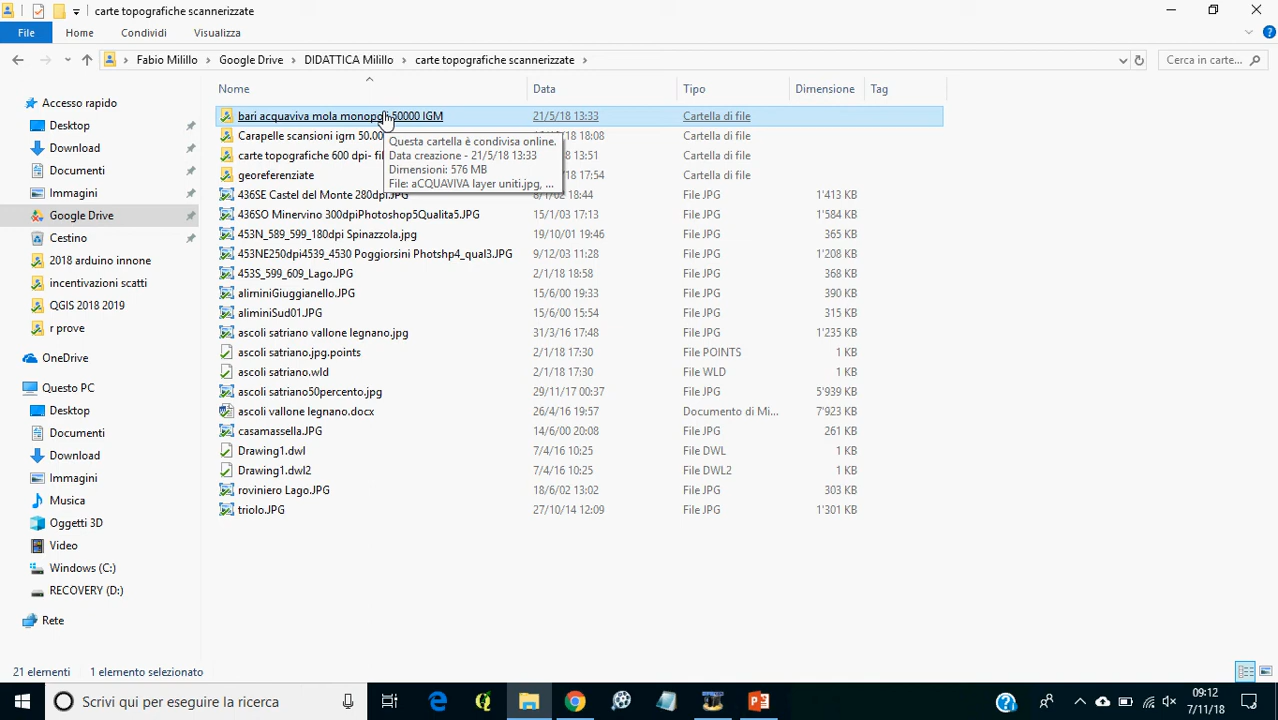 carte topografiche scannerizzate
File Home Condividi Visualizza
Fabio Milillo Google Drive DIDATTICA Milillo carte topografiche scannerizzate Cerca in carte...
Nome Data Tipo Dimensione Tag
Accesso rapido
Desktop
Download
Documenti
Immagini
Google Drive
Cestino
2018 arduino innone
incentivazioni scatti
QGIS 2018 2019
r prove
OneDrive
Questo PC
Desktop
Documenti
Download
Immagini
Musica
Oggetti 3D
Video
Windows (C:)
RECOVERY (D:)
Rete
bari acquaviva mola monopoli 50000 IGM 21/5/18 13:33 Cartella di file
Carapelle scansioni igm 50.00 18:08 Cartella di file
carte topografiche 600 dpi- fil 13:51 Cartella di file
georeferenziate 17:54 Cartella di file
Questa cartella è condivisa online.
Data creazione - 21/5/18 13:33
Dimensioni: 576 MB
File: aCQUAVIVA layer uniti.jpg, ...
436SE Castel del Monte 280dpi.JPG 8/1/02 18:44 File JPG 1'413 KB
436SO Minervino 300dpiPhotoshop5Qualita5.JPG 15/1/03 17:13 File JPG 1'584 KB
453N_589_599_180dpi Spinazzola.jpg 19/10/01 19:46 File JPG 365 KB
453NE250dpi4539_4530 Poggiorsini Photshp4_qual3.JPG 9/12/03 11:28 File JPG 1'208 KB
453S_599_609_Lago.JPG 2/1/18 18:58 File JPG 368 KB
aliminiGiuggianello.JPG 15/6/00 19:33 File JPG 390 KB
aliminiSud01.JPG 15/6/00 15:54 File JPG 315 KB
ascoli satriano vallone legnano.jpg 31/3/16 17:48 File JPG 1'235 KB
ascoli satriano.jpg.points 2/1/18 17:30 File POINTS 1 KB
ascoli satriano.wld 2/1/18 17:30 File WLD 1 KB
ascoli satriano50percento.jpg 29/11/17 00:37 File JPG 5'939 KB
ascoli vallone legnano.docx 26/4/16 19:57 Documento di Mi... 7'923 KB
casamassella.JPG 14/6/00 20:08 File JPG 261 KB
Drawing1.dwl 7/4/16 10:25 File DWL 1 KB
Drawing1.dwl2 7/4/16 10:25 File DWL2 1 KB
roviniero Lago.JPG 18/6/02 13:02 File JPG 303 KB
triolo.JPG 27/10/14 12:09 File JPG 1'301 KB
21 elementi 1 elemento selezionato
Scrivi qui per eseguire la ricerca
09:12
7/11/18